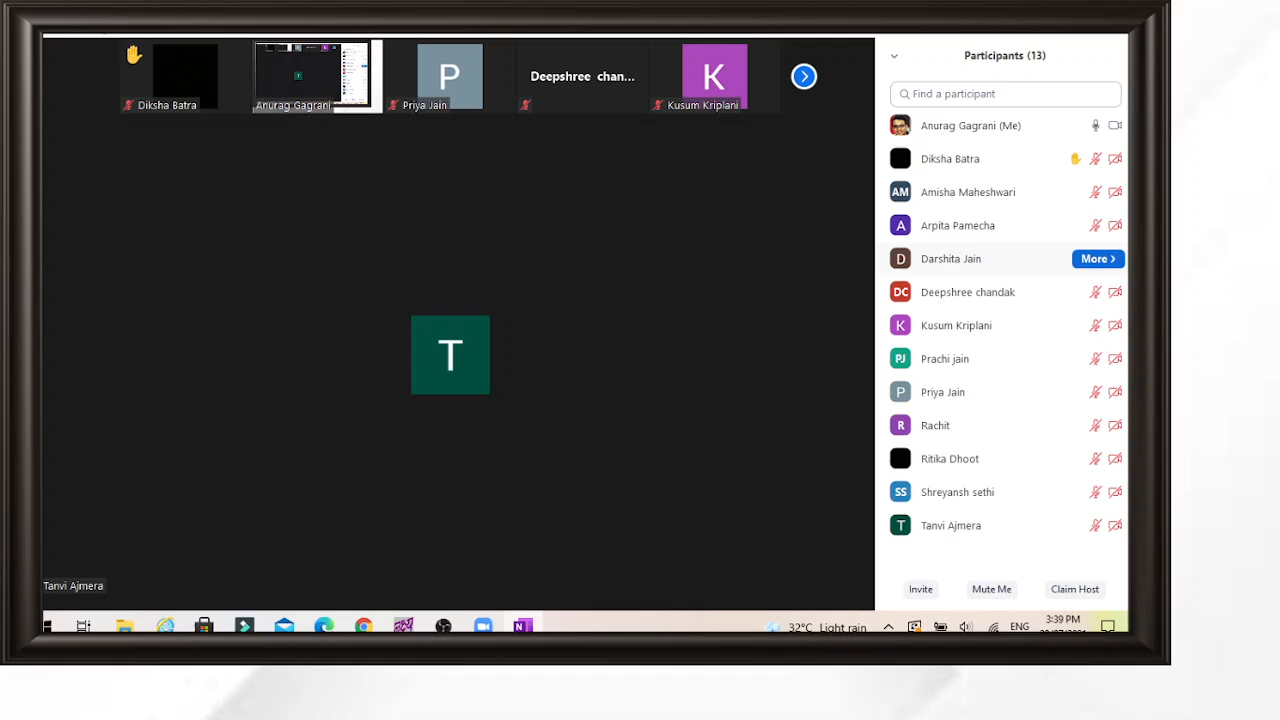 Participants (13)
Find a participant
Diksha Batra
Anurag Gagrani
P
Priya Jain
Deepshree chan...
K
Kusum Kriplani
T
Tanvi Ajmera
Anurag Gagrani (Me)
Diksha Batra
AM Amisha Maheshwari
A Arpita Pamecha
D Darshita Jain More >
DC Deepshree chandak
K Kusum Kriplani
PJ Prachi jain
P Priya Jain
R Rachit
Ritika Dhoot
SS Shreyansh sethi
T Tanvi Ajmera
Invite Mute Me Claim Host
32°C Light rain ENG 3:39 PM